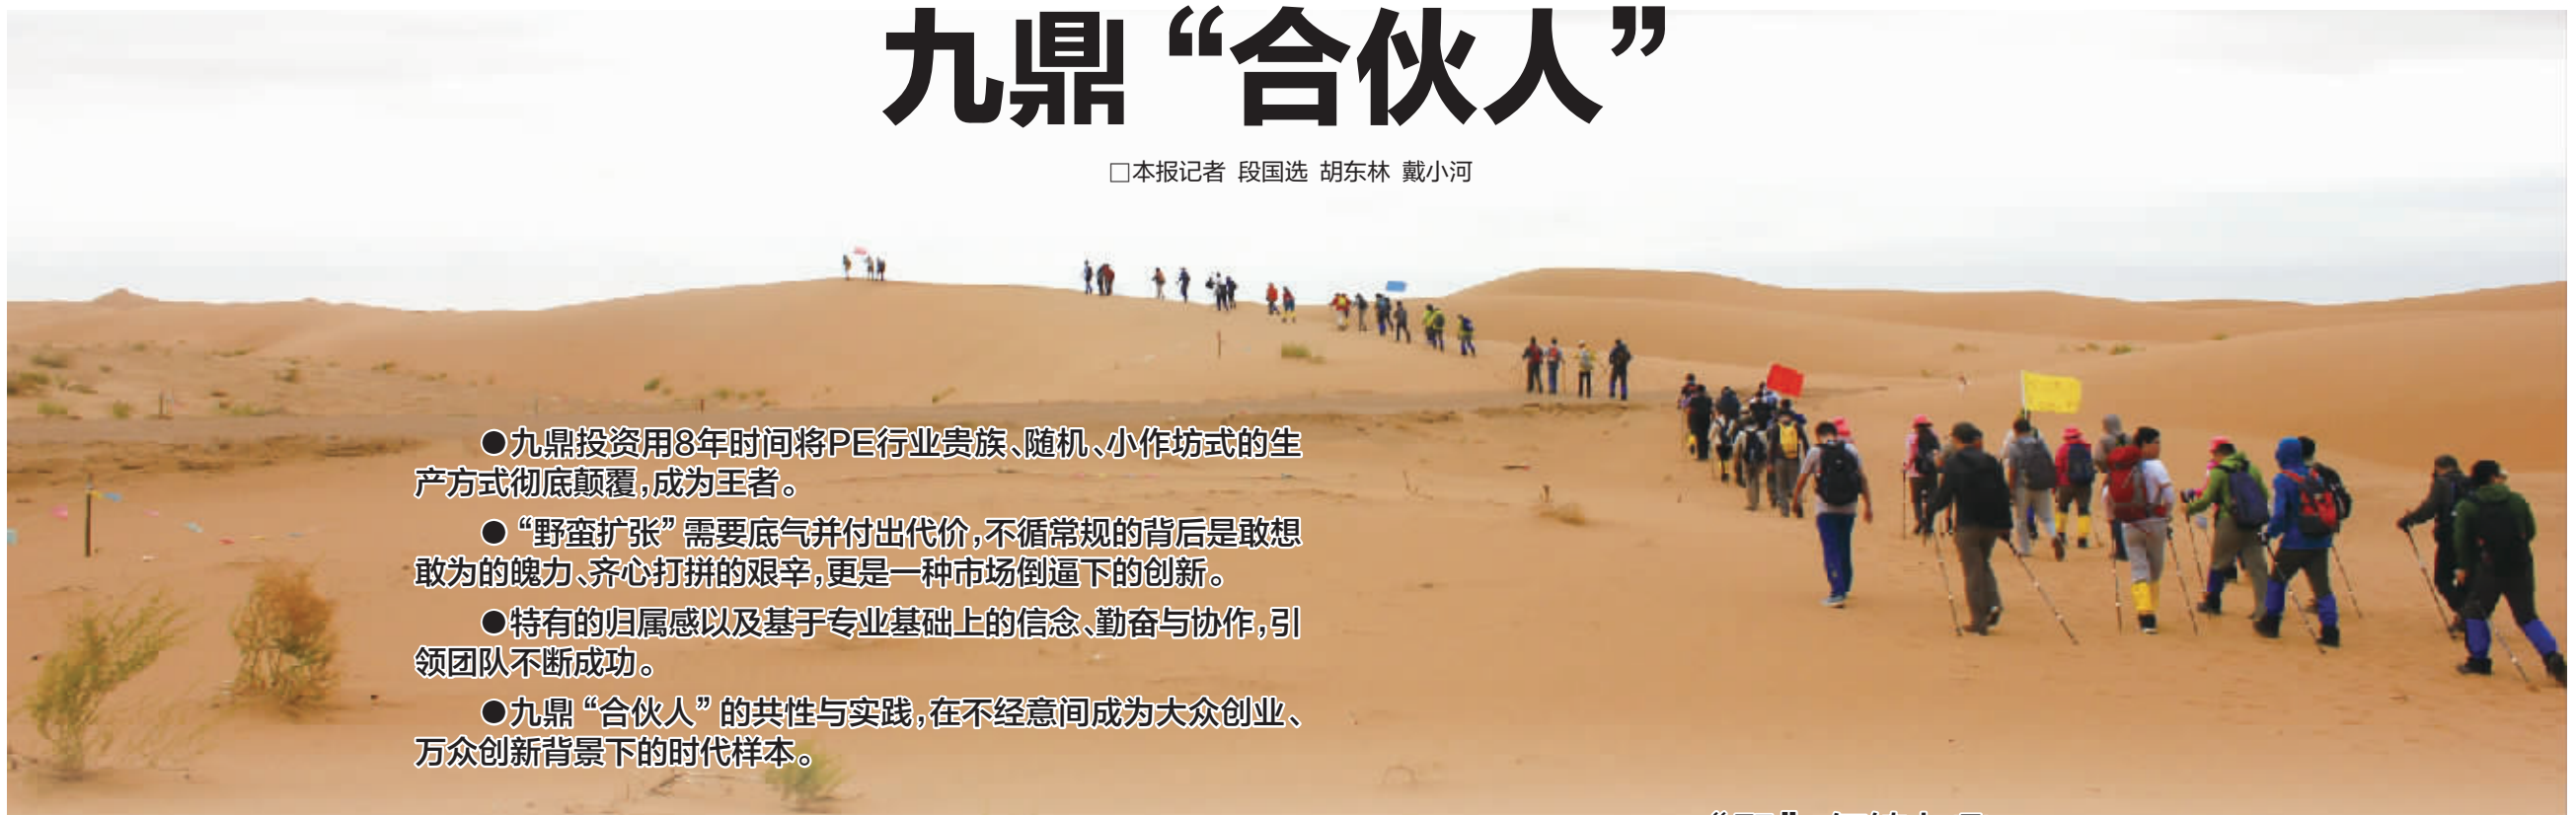 九鼎“合伙人”
□本报记者 段国选 胡东林 戴小河
●九鼎投资用8年时间将PE行业贵族、随机、小作坊式的生
产方式彻底颠覆，成为王者。
●“野蛮扩张”需要底气并付出代价，不循常规的背后是敢想
敢为的魄力、齐心打拼的艰辛，更是一种市场倒逼下的创新。
●特有的归属感以及基于专业基础上的信念、勤奋与协作，引
领团队不断成功。
●九鼎“合伙人”的共性与实践，在不经意间成为大众创业、
万众创新背景下的时代样本。